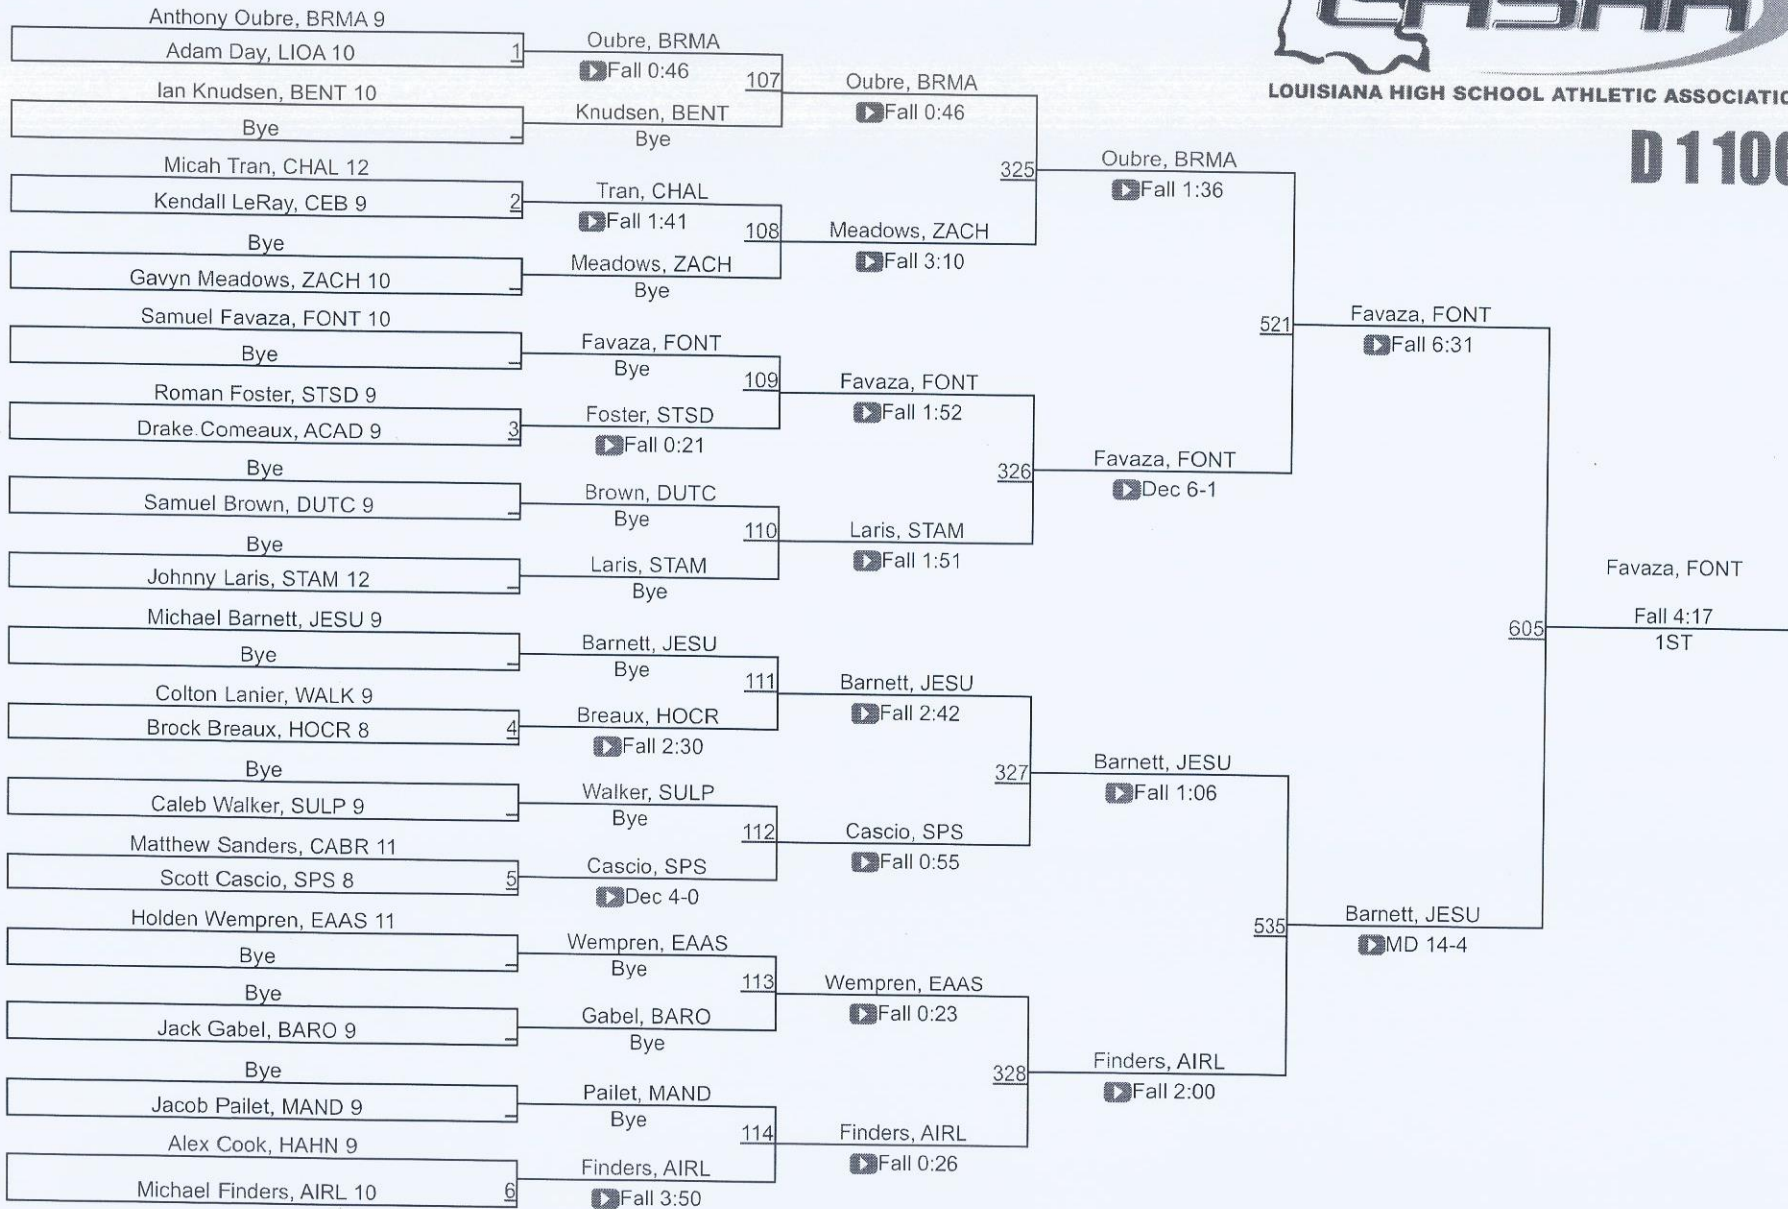 LHSAA
LOUISIANA HIGH SCHOOL ATHLETIC ASSOCIATIO
D1 106
Anthony Oubre, BRMA 9
Adam Day, LIOA 10
1
Ian Knudsen, BENT 10
Bye
Micah Tran, CHAL 12
Kendall LeRay, CEB 9
2
Bye
Gavyn Meadows, ZACH 10
Samuel Favaza, FONT 10
Bye
Roman Foster, STSD 9
Drake Comeaux, ACAD 9
3
Bye
Samuel Brown, DUTC 9
Bye
Johnny Laris, STAM 12
Michael Barnett, JESU 9
Bye
Colton Lanier, WALK 9
Brock Breaux, HOCR 8
4
Bye
Caleb Walker, SULP 9
Matthew Sanders, CABR 11
Scott Cascio, SPS 8
5
Holden Wempren, EAAS 11
Bye
Bye
Jack Gabel, BARO 9
Bye
Jacob Pailet, MAND 9
Alex Cook, HAHN 9
Michael Finders, AIRL 10
6
Oubre, BRMA
Fall 0:46
107
Knudsen, BENT
Bye
Tran, CHAL
Fall 1:41
108
Meadows, ZACH
Bye
Favaza, FONT
Bye
109
Foster, STSD
Fall 0:21
Brown, DUTC
Bye
110
Laris, STAM
Bye
Barnett, JESU
Bye
111
Breaux, HOCR
Fall 2:30
Walker, SULP
Bye
112
Cascio, SPS
Dec 4-0
Wempren, EAAS
Bye
113
Gabel, BARO
Bye
Pailet, MAND
Bye
114
Finders, AIRL
Fall 3:50
Oubre, BRMA
Fall 0:46
325
Meadows, ZACH
Fall 3:10
Favaza, FONT
Fall 1:52
326
Laris, STAM
Fall 1:51
Barnett, JESU
Fall 2:42
327
Cascio, SPS
Fall 0:55
Wempren, EAAS
Fall 0:23
328
Finders, AIRL
Fall 0:26
Oubre, BRMA
Fall 1:36
521
Favaza, FONT
Dec 6-1
Barnett, JESU
Fall 1:06
535
Finders, AIRL
Fall 2:00
Favaza, FONT
Fall 6:31
605
Barnett, JESU
MD 14-4
Favaza, FONT
Fall 4:17
1ST